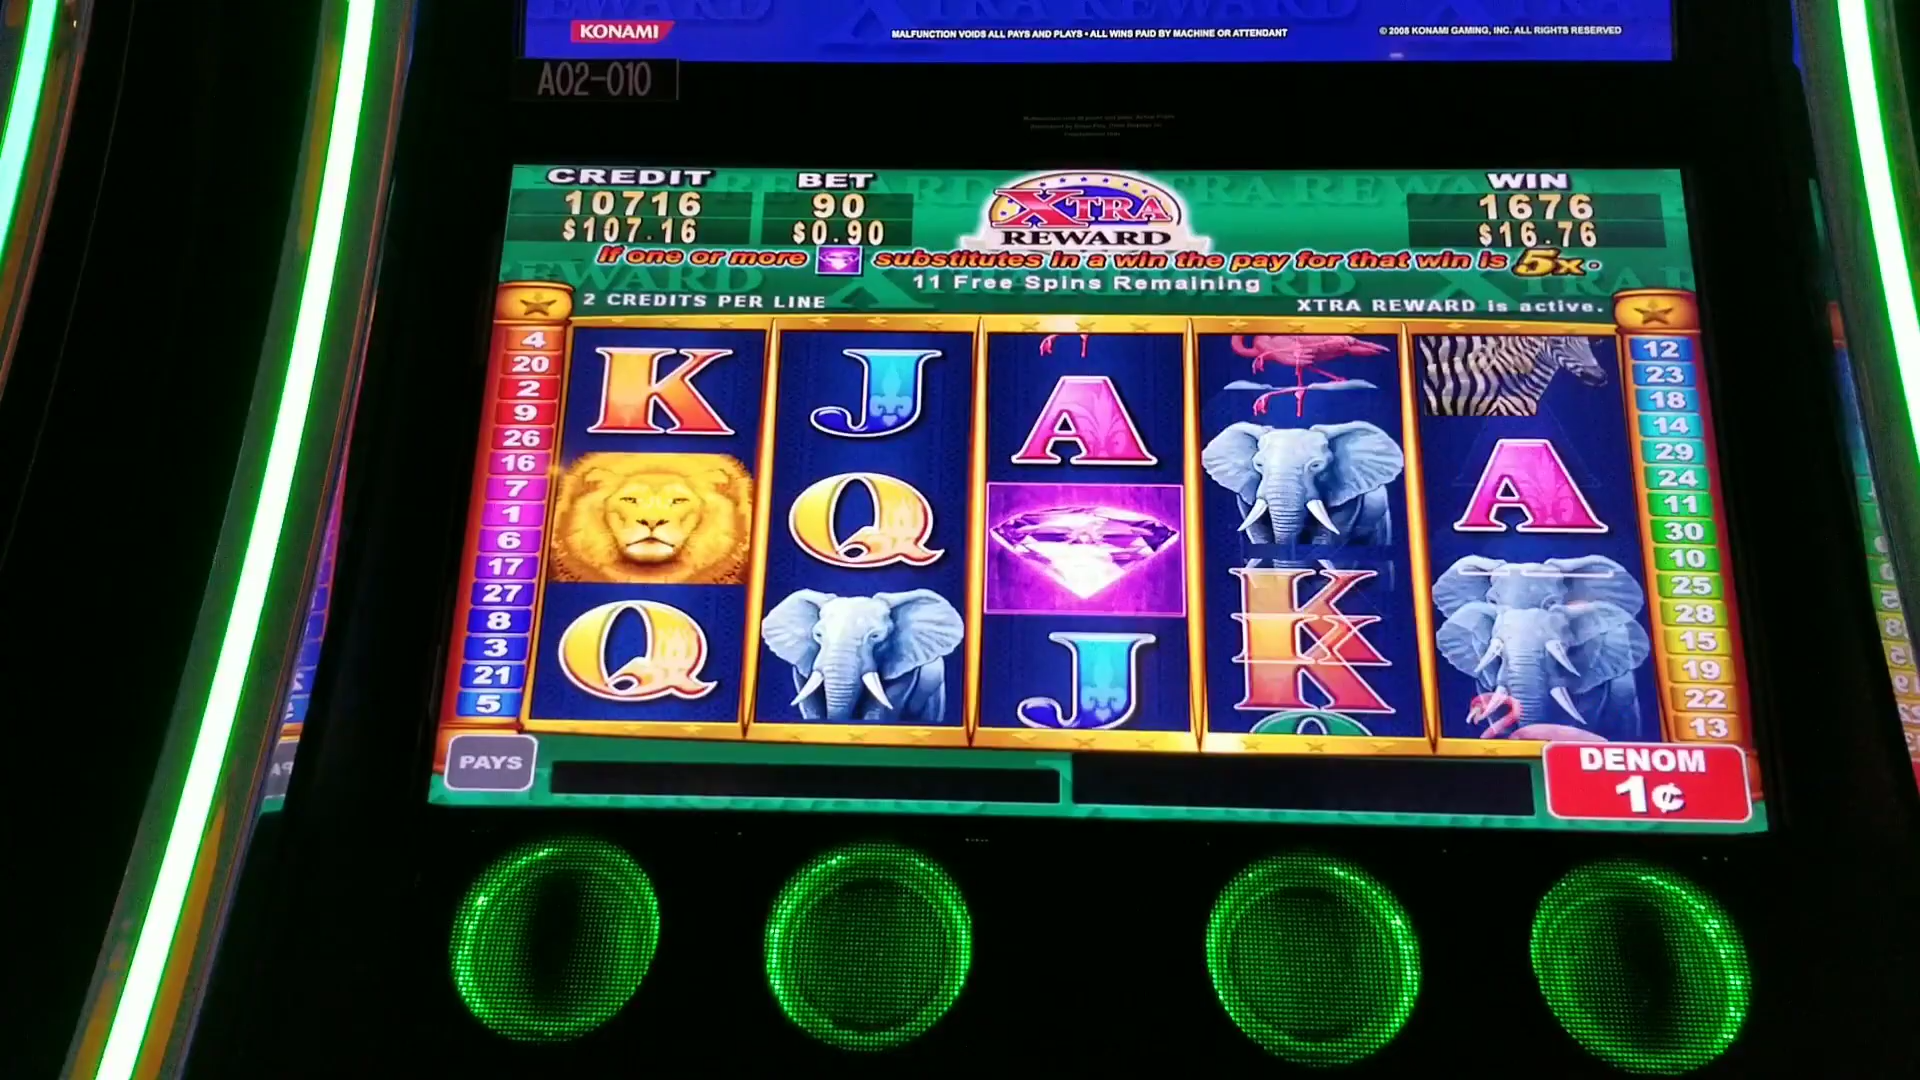 KONAMI
MALFUNCTION VOIDS ALL PAYS AND PLAYS • ALL WINS PAID BY MACHINE OR ATTENDANT
© 2008 KONAMI GAMING, INC. ALL RIGHTS RESERVED
A02-010
CREDIT
10716
$107.16
BET
90
$0.90
XTRA
REWARD
WIN
1676
$16.76
If one or more substitutes in a win the pay for that win is 5x.
11 Free Spins Remaining
2 CREDITS PER LINE
XTRA REWARD is active.
4
20
2
9
26
16
7
1
6
17
27
8
3
21
5
K J A
Q A
Q J K
12
23
18
14
29
24
11
30
10
25
28
15
19
22
13
PAYS
DENOM
1¢